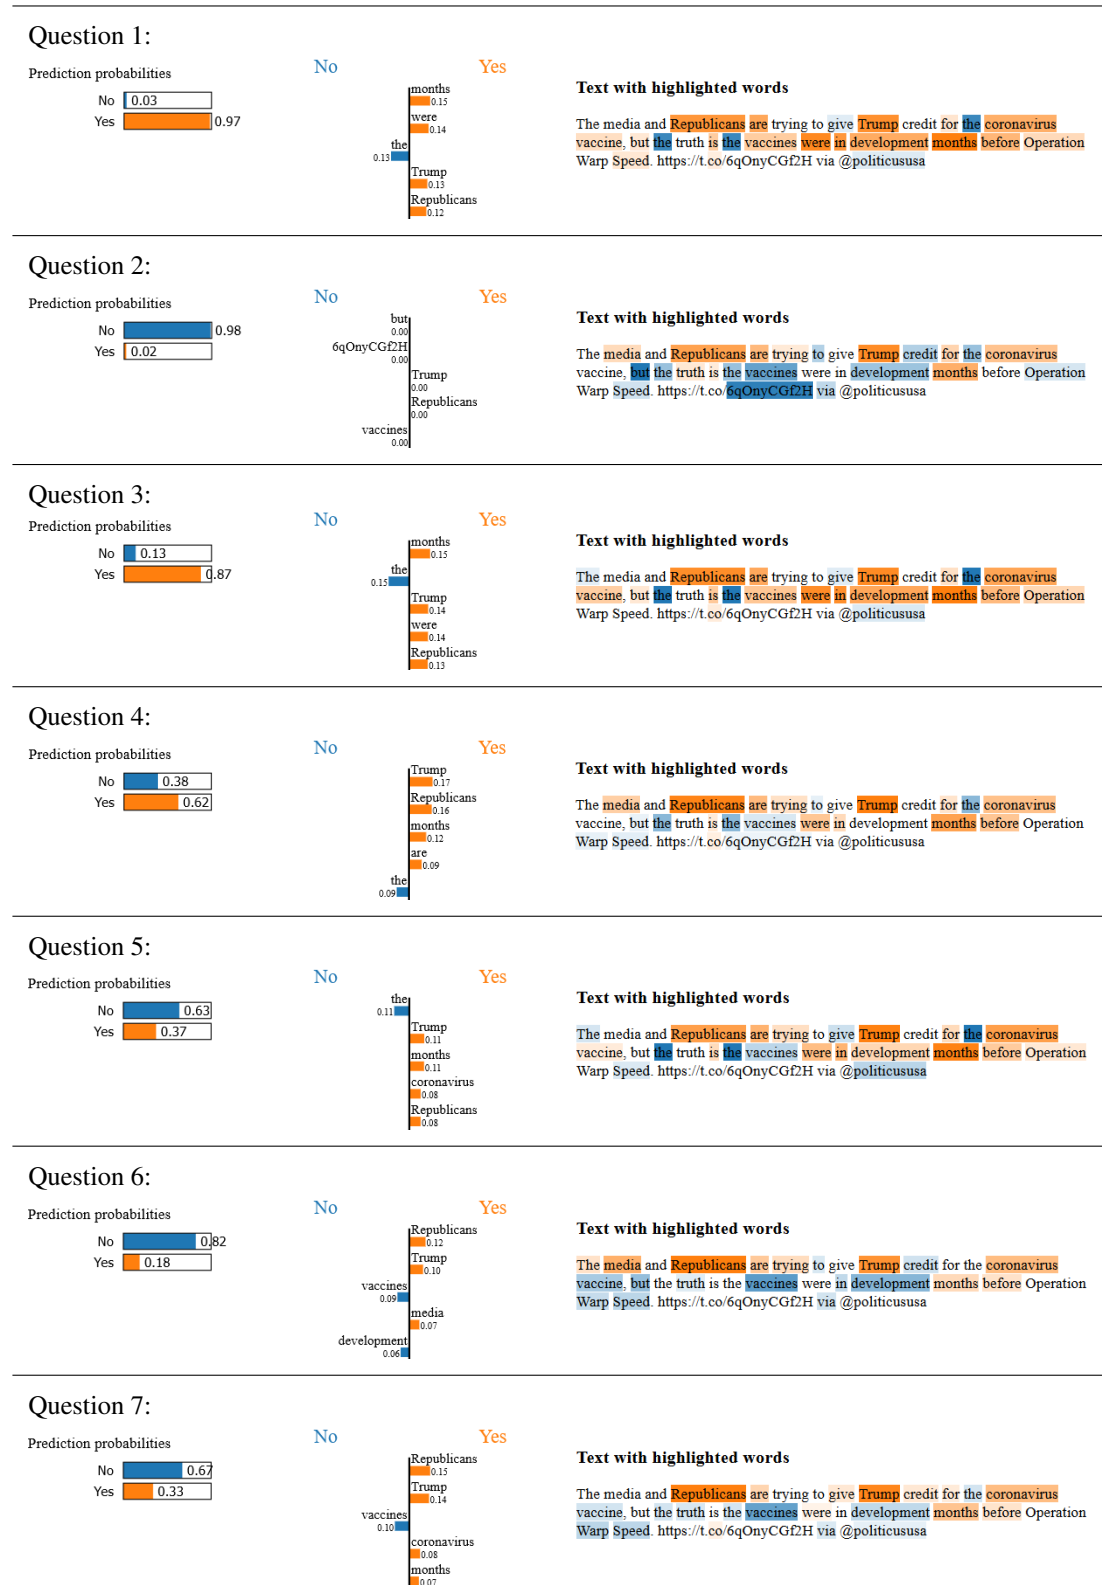 Question 1:
Prediction probabilities
No 0.03
Yes 0.97
No Yes
months
0.15
were
0.14
the
0.13
Trump
0.13
Republicans
0.12
Text with highlighted words
The media and Republicans are trying to give Trump credit for the coronavirus
vaccine, but the truth is the vaccines were in development months before Operation
Warp Speed. https://t.co/6qOnyCGf2H via @politicususa
Question 2:
Prediction probabilities
No 0.98
Yes 0.02
No Yes
but
0.00
6qOnyCGf2H
0.00
Trump
0.00
Republicans
0.00
vaccines
0.00
Text with highlighted words
The media and Republicans are trying to give Trump credit for the coronavirus
vaccine, but the truth is the vaccines were in development months before Operation
Warp Speed. https://t.co/6qOnyCGf2H via @politicususa
Question 3:
Prediction probabilities
No 0.13
Yes 0.87
No Yes
months
0.15
the
0.15
Trump
0.14
were
0.14
Republicans
0.13
Text with highlighted words
The media and Republicans are trying to give Trump credit for the coronavirus
vaccine, but the truth is the vaccines were in development months before Operation
Warp Speed. https://t.co/6qOnyCGf2H via @politicususa
Question 4:
Prediction probabilities
No 0.38
Yes 0.62
No Yes
Trump
0.17
Republicans
0.16
months
0.12
are
0.09
the
0.09
Text with highlighted words
The media and Republicans are trying to give Trump credit for the coronavirus
vaccine, but the truth is the vaccines were in development months before Operation
Warp Speed. https://t.co/6qOnyCGf2H via @politicususa
Question 5:
Prediction probabilities
No 0.63
Yes 0.37
No Yes
the
0.11
Trump
0.11
months
0.11
coronavirus
0.08
Republicans
0.08
Text with highlighted words
The media and Republicans are trying to give Trump credit for the coronavirus
vaccine, but the truth is the vaccines were in development months before Operation
Warp Speed. https://t.co/6qOnyCGf2H via @politicususa
Question 6:
Prediction probabilities
No 0.82
Yes 0.18
No Yes
Republicans
0.12
Trump
0.10
vaccines
0.09
media
0.07
development
0.06
Text with highlighted words
The media and Republicans are trying to give Trump credit for the coronavirus
vaccine, but the truth is the vaccines were in development months before Operation
Warp Speed. https://t.co/6qOnyCGf2H via @politicususa
Question 7:
Prediction probabilities
No 0.67
Yes 0.33
No Yes
Republicans
0.15
Trump
0.14
vaccines
0.10
coronavirus
0.08
months
0.07
Text with highlighted words
The media and Republicans are trying to give Trump credit for the coronavirus
vaccine, but the truth is the vaccines were in development months before Operation
Warp Speed. https://t.co/6qOnyCGf2H via @politicususa